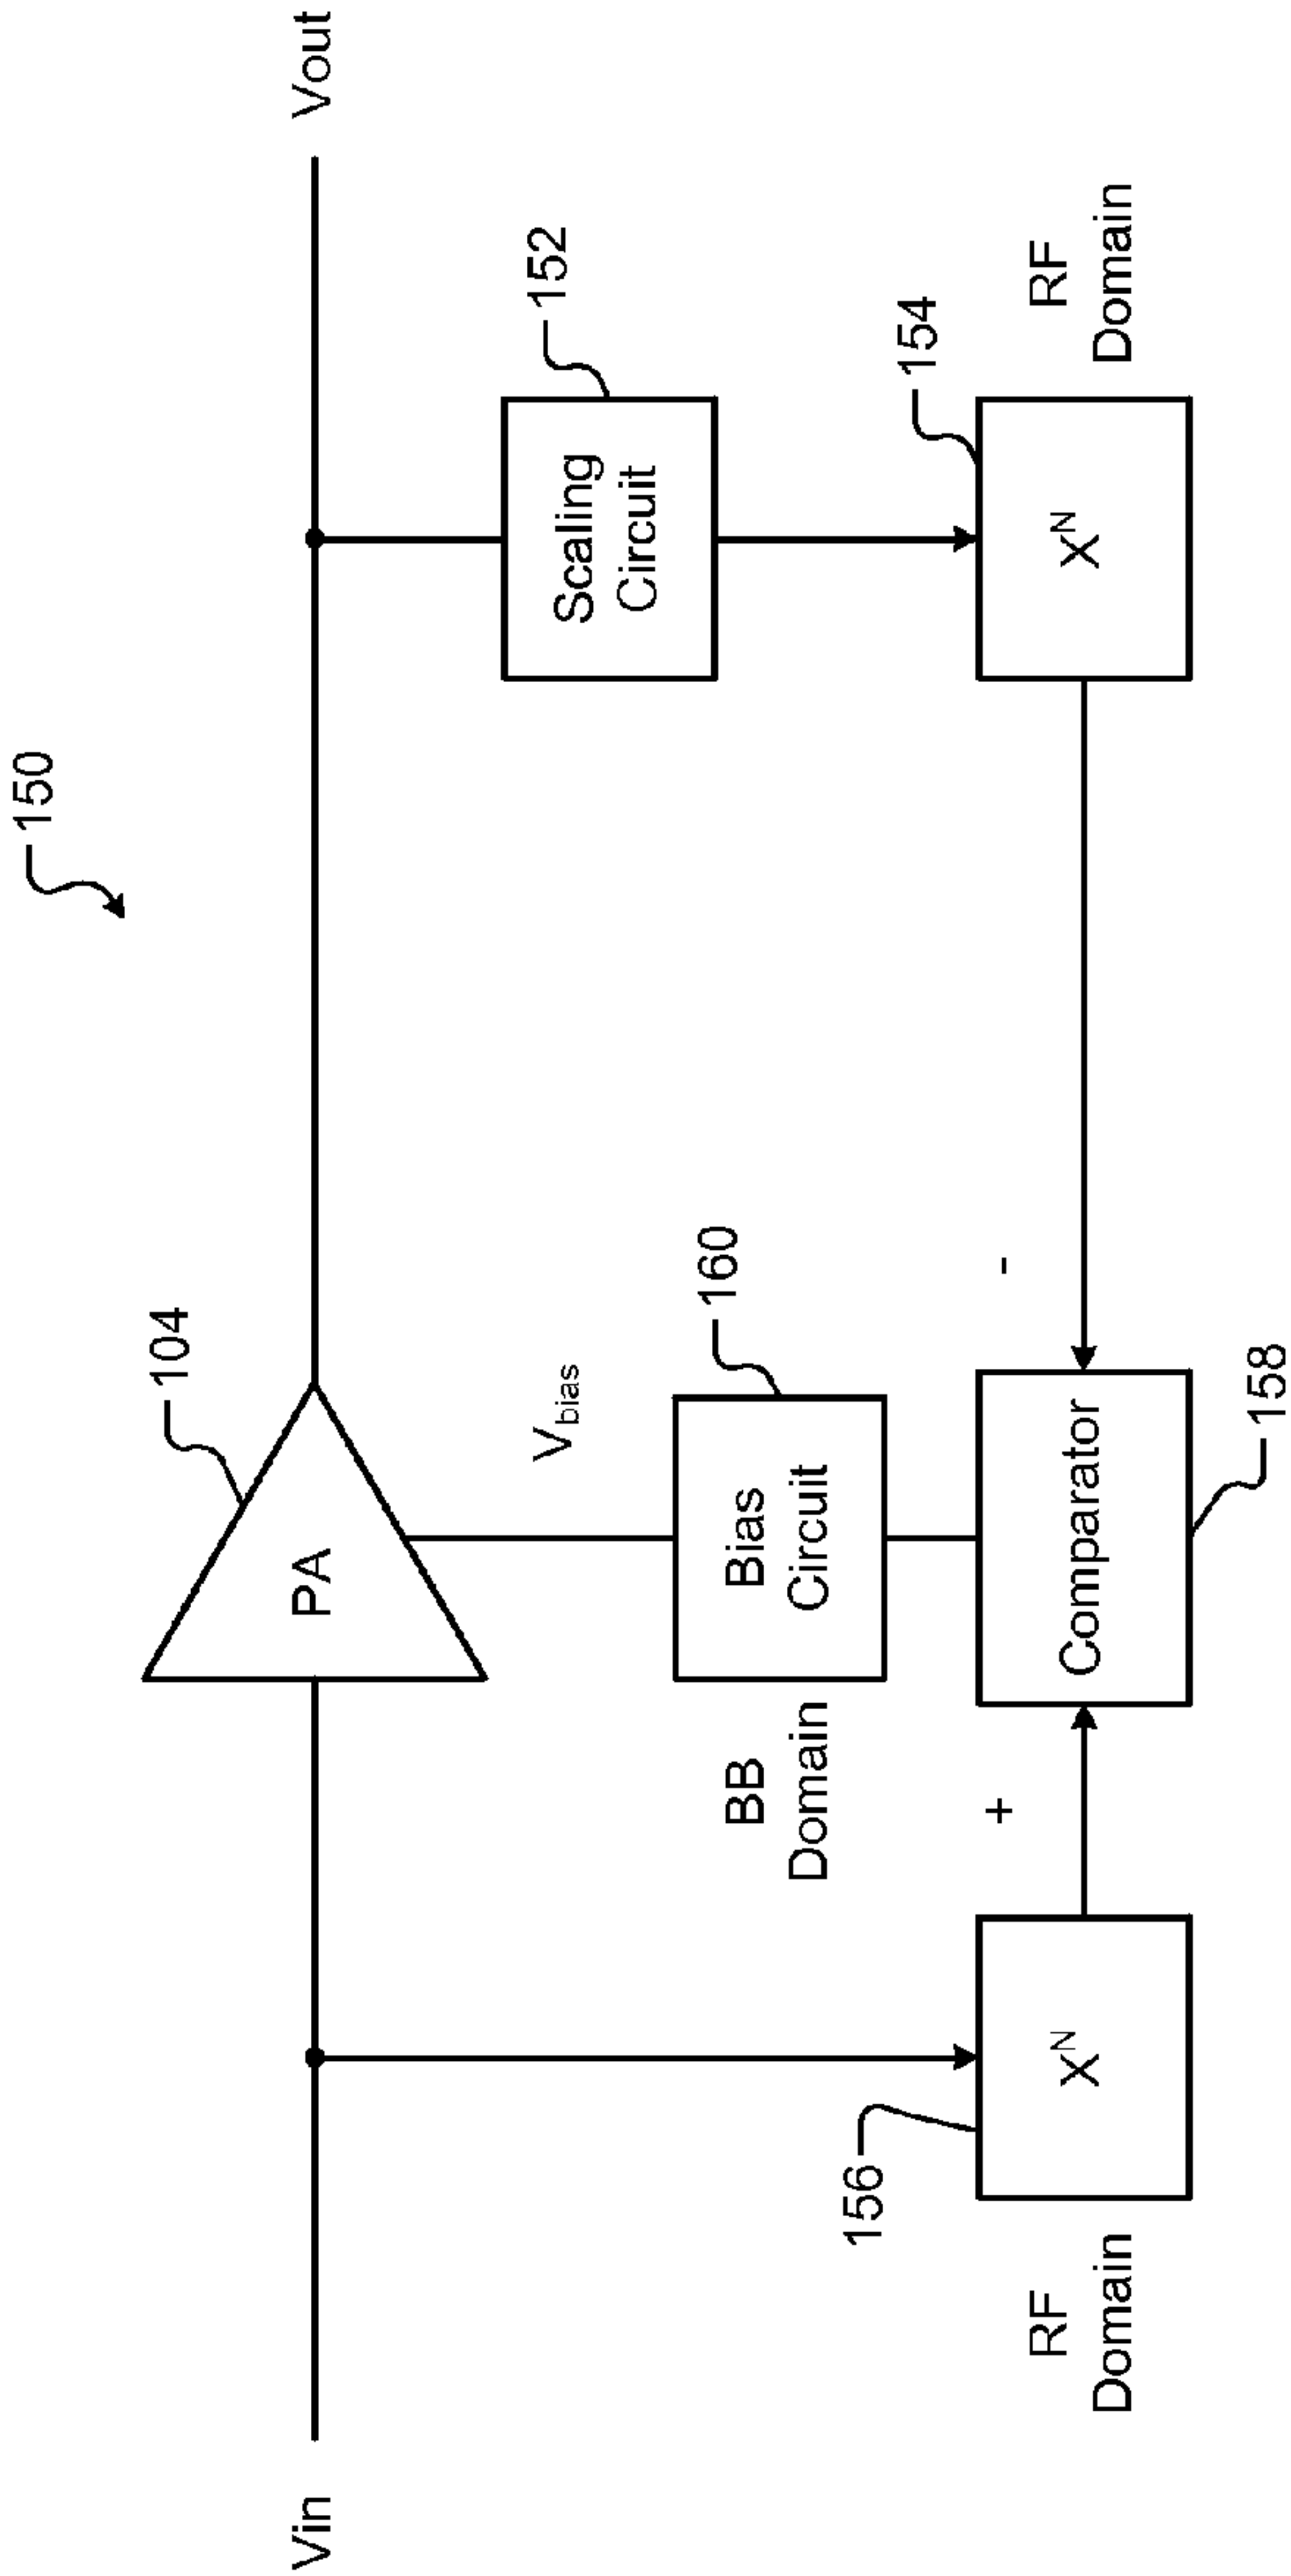 150
104
PA
Vin
Vout
V_bias
160
Bias
Circuit
BB
Domain
Scaling
Circuit
152
156
X^N
RF
Domain
+
Comparator
158
-
154
X^N
RF
Domain